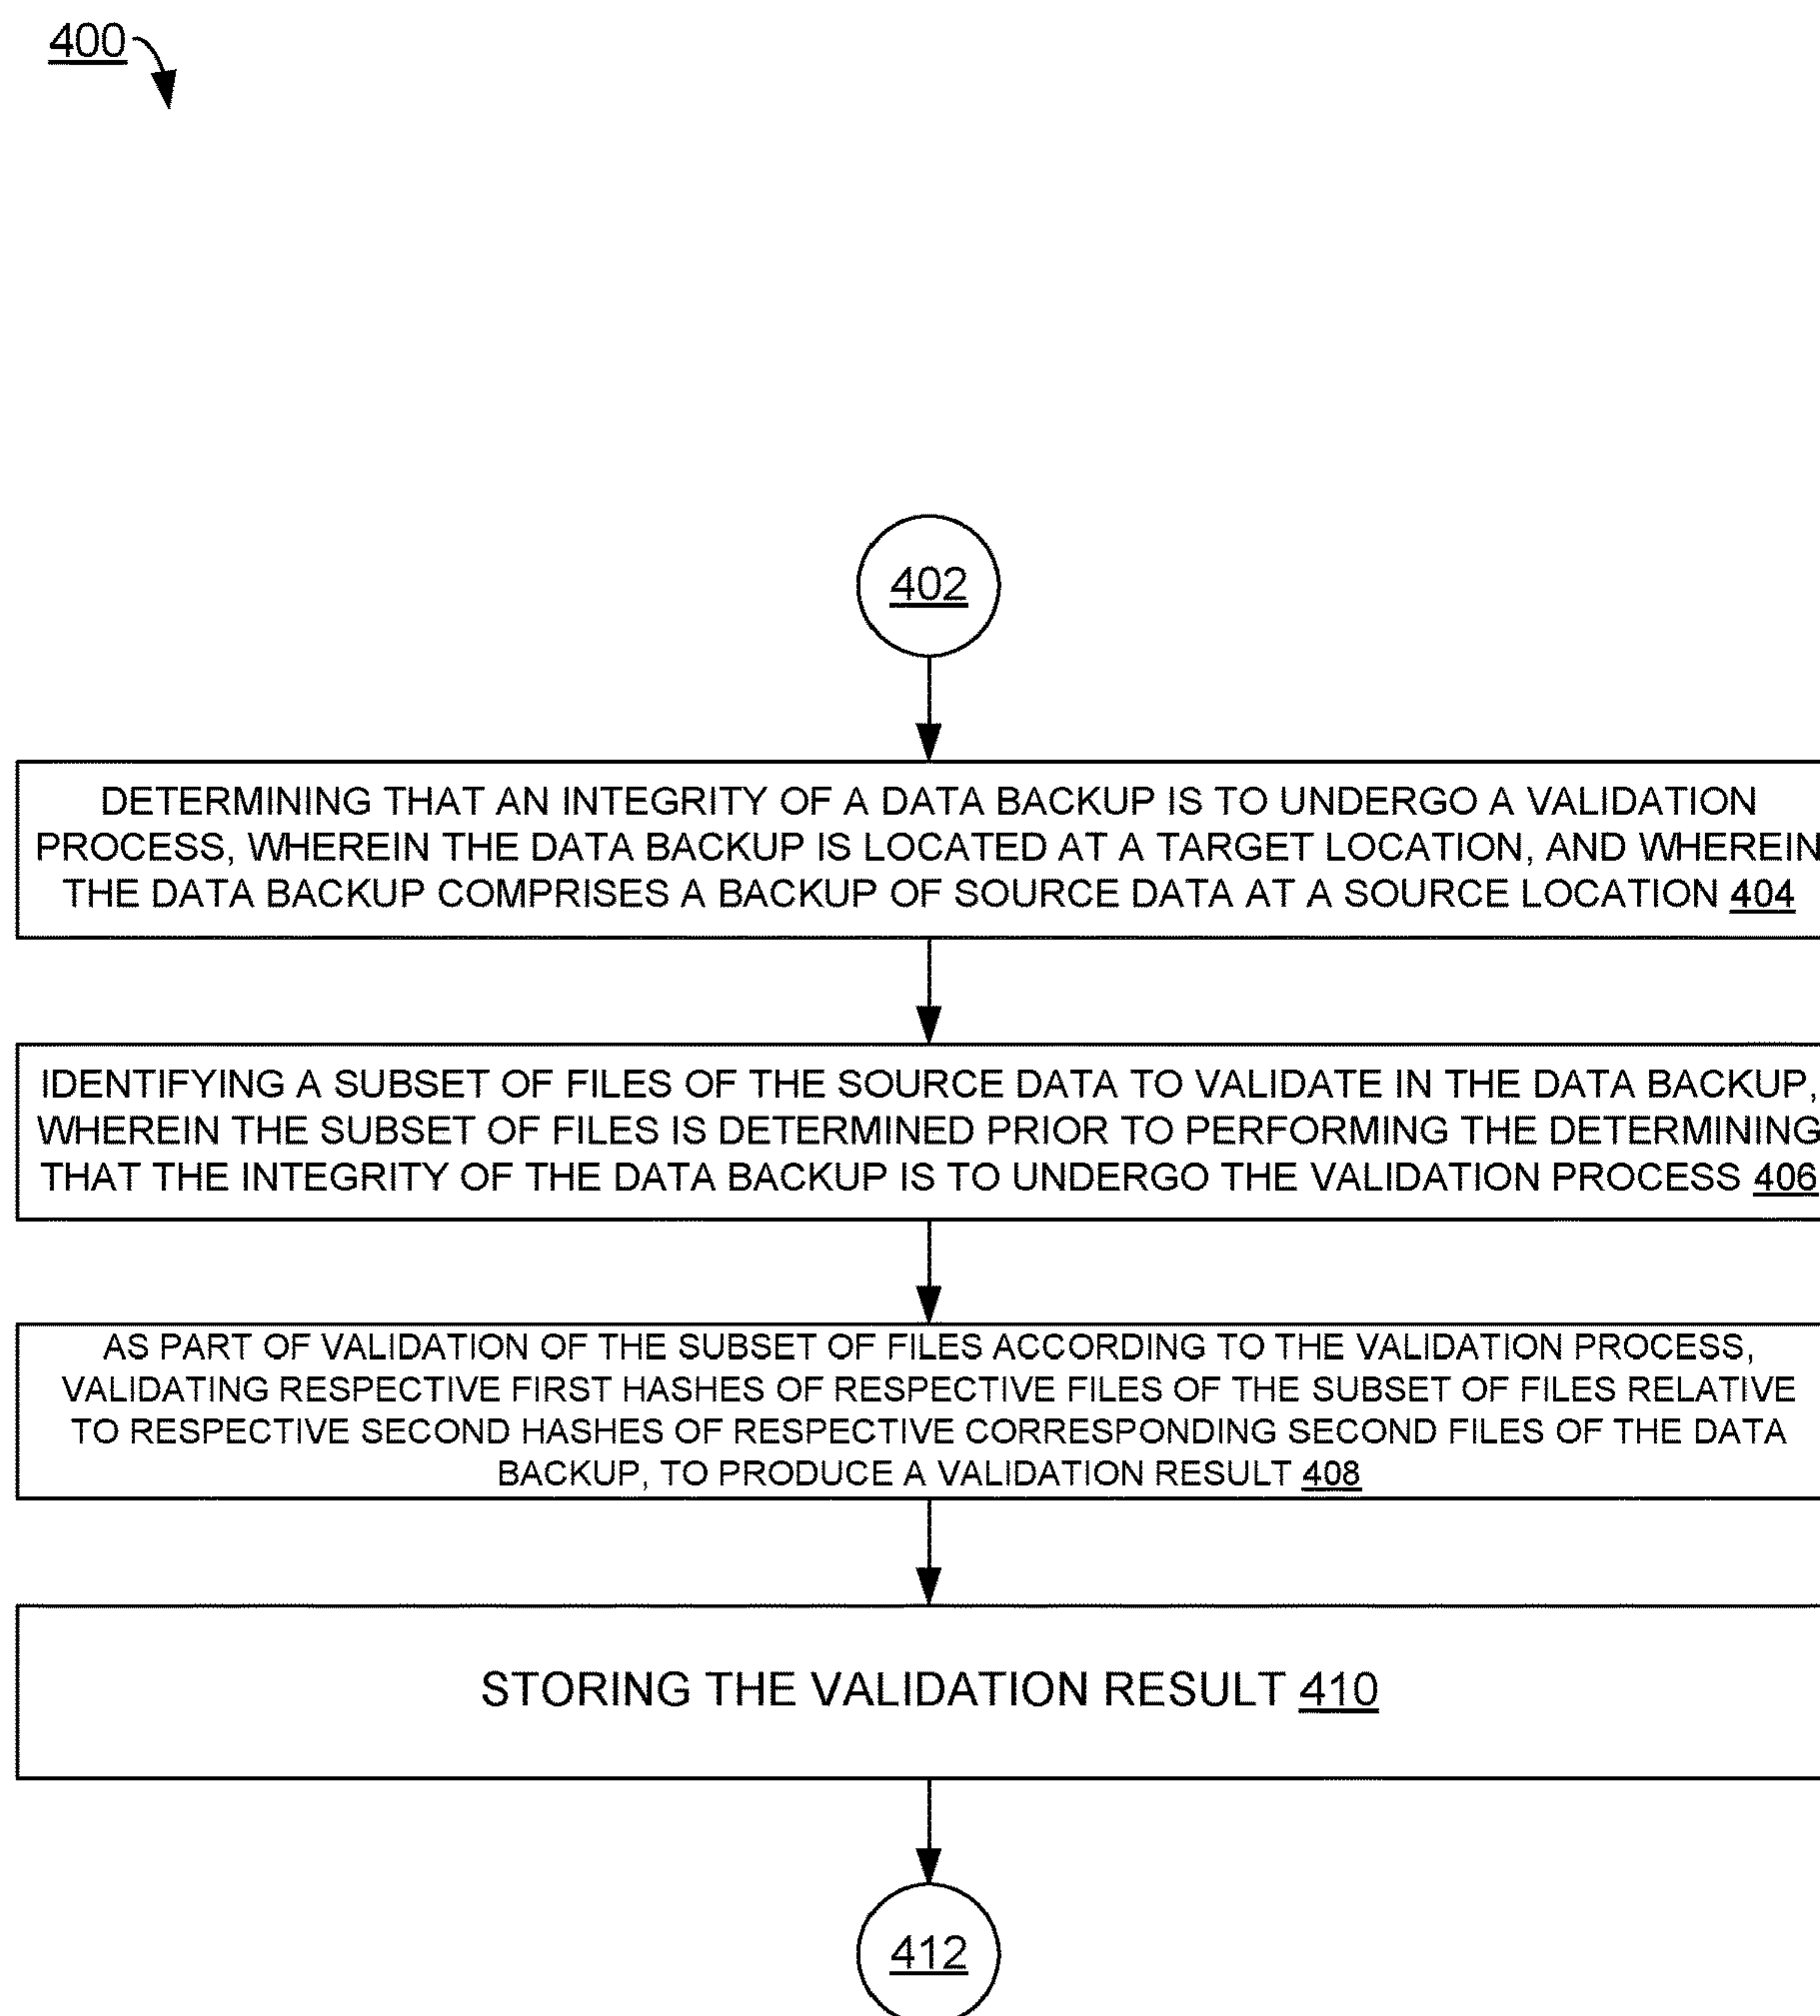 400
402
DETERMINING THAT AN INTEGRITY OF A DATA BACKUP IS TO UNDERGO A VALIDATION
PROCESS, WHEREIN THE DATA BACKUP IS LOCATED AT A TARGET LOCATION, AND WHEREIN
THE DATA BACKUP COMPRISES A BACKUP OF SOURCE DATA AT A SOURCE LOCATION 404
IDENTIFYING A SUBSET OF FILES OF THE SOURCE DATA TO VALIDATE IN THE DATA BACKUP,
WHEREIN THE SUBSET OF FILES IS DETERMINED PRIOR TO PERFORMING THE DETERMINING
THAT THE INTEGRITY OF THE DATA BACKUP IS TO UNDERGO THE VALIDATION PROCESS 406
AS PART OF VALIDATION OF THE SUBSET OF FILES ACCORDING TO THE VALIDATION PROCESS,
VALIDATING RESPECTIVE FIRST HASHES OF RESPECTIVE FILES OF THE SUBSET OF FILES RELATIVE
TO RESPECTIVE SECOND HASHES OF RESPECTIVE CORRESPONDING SECOND FILES OF THE DATA
BACKUP, TO PRODUCE A VALIDATION RESULT 408
STORING THE VALIDATION RESULT 410
412